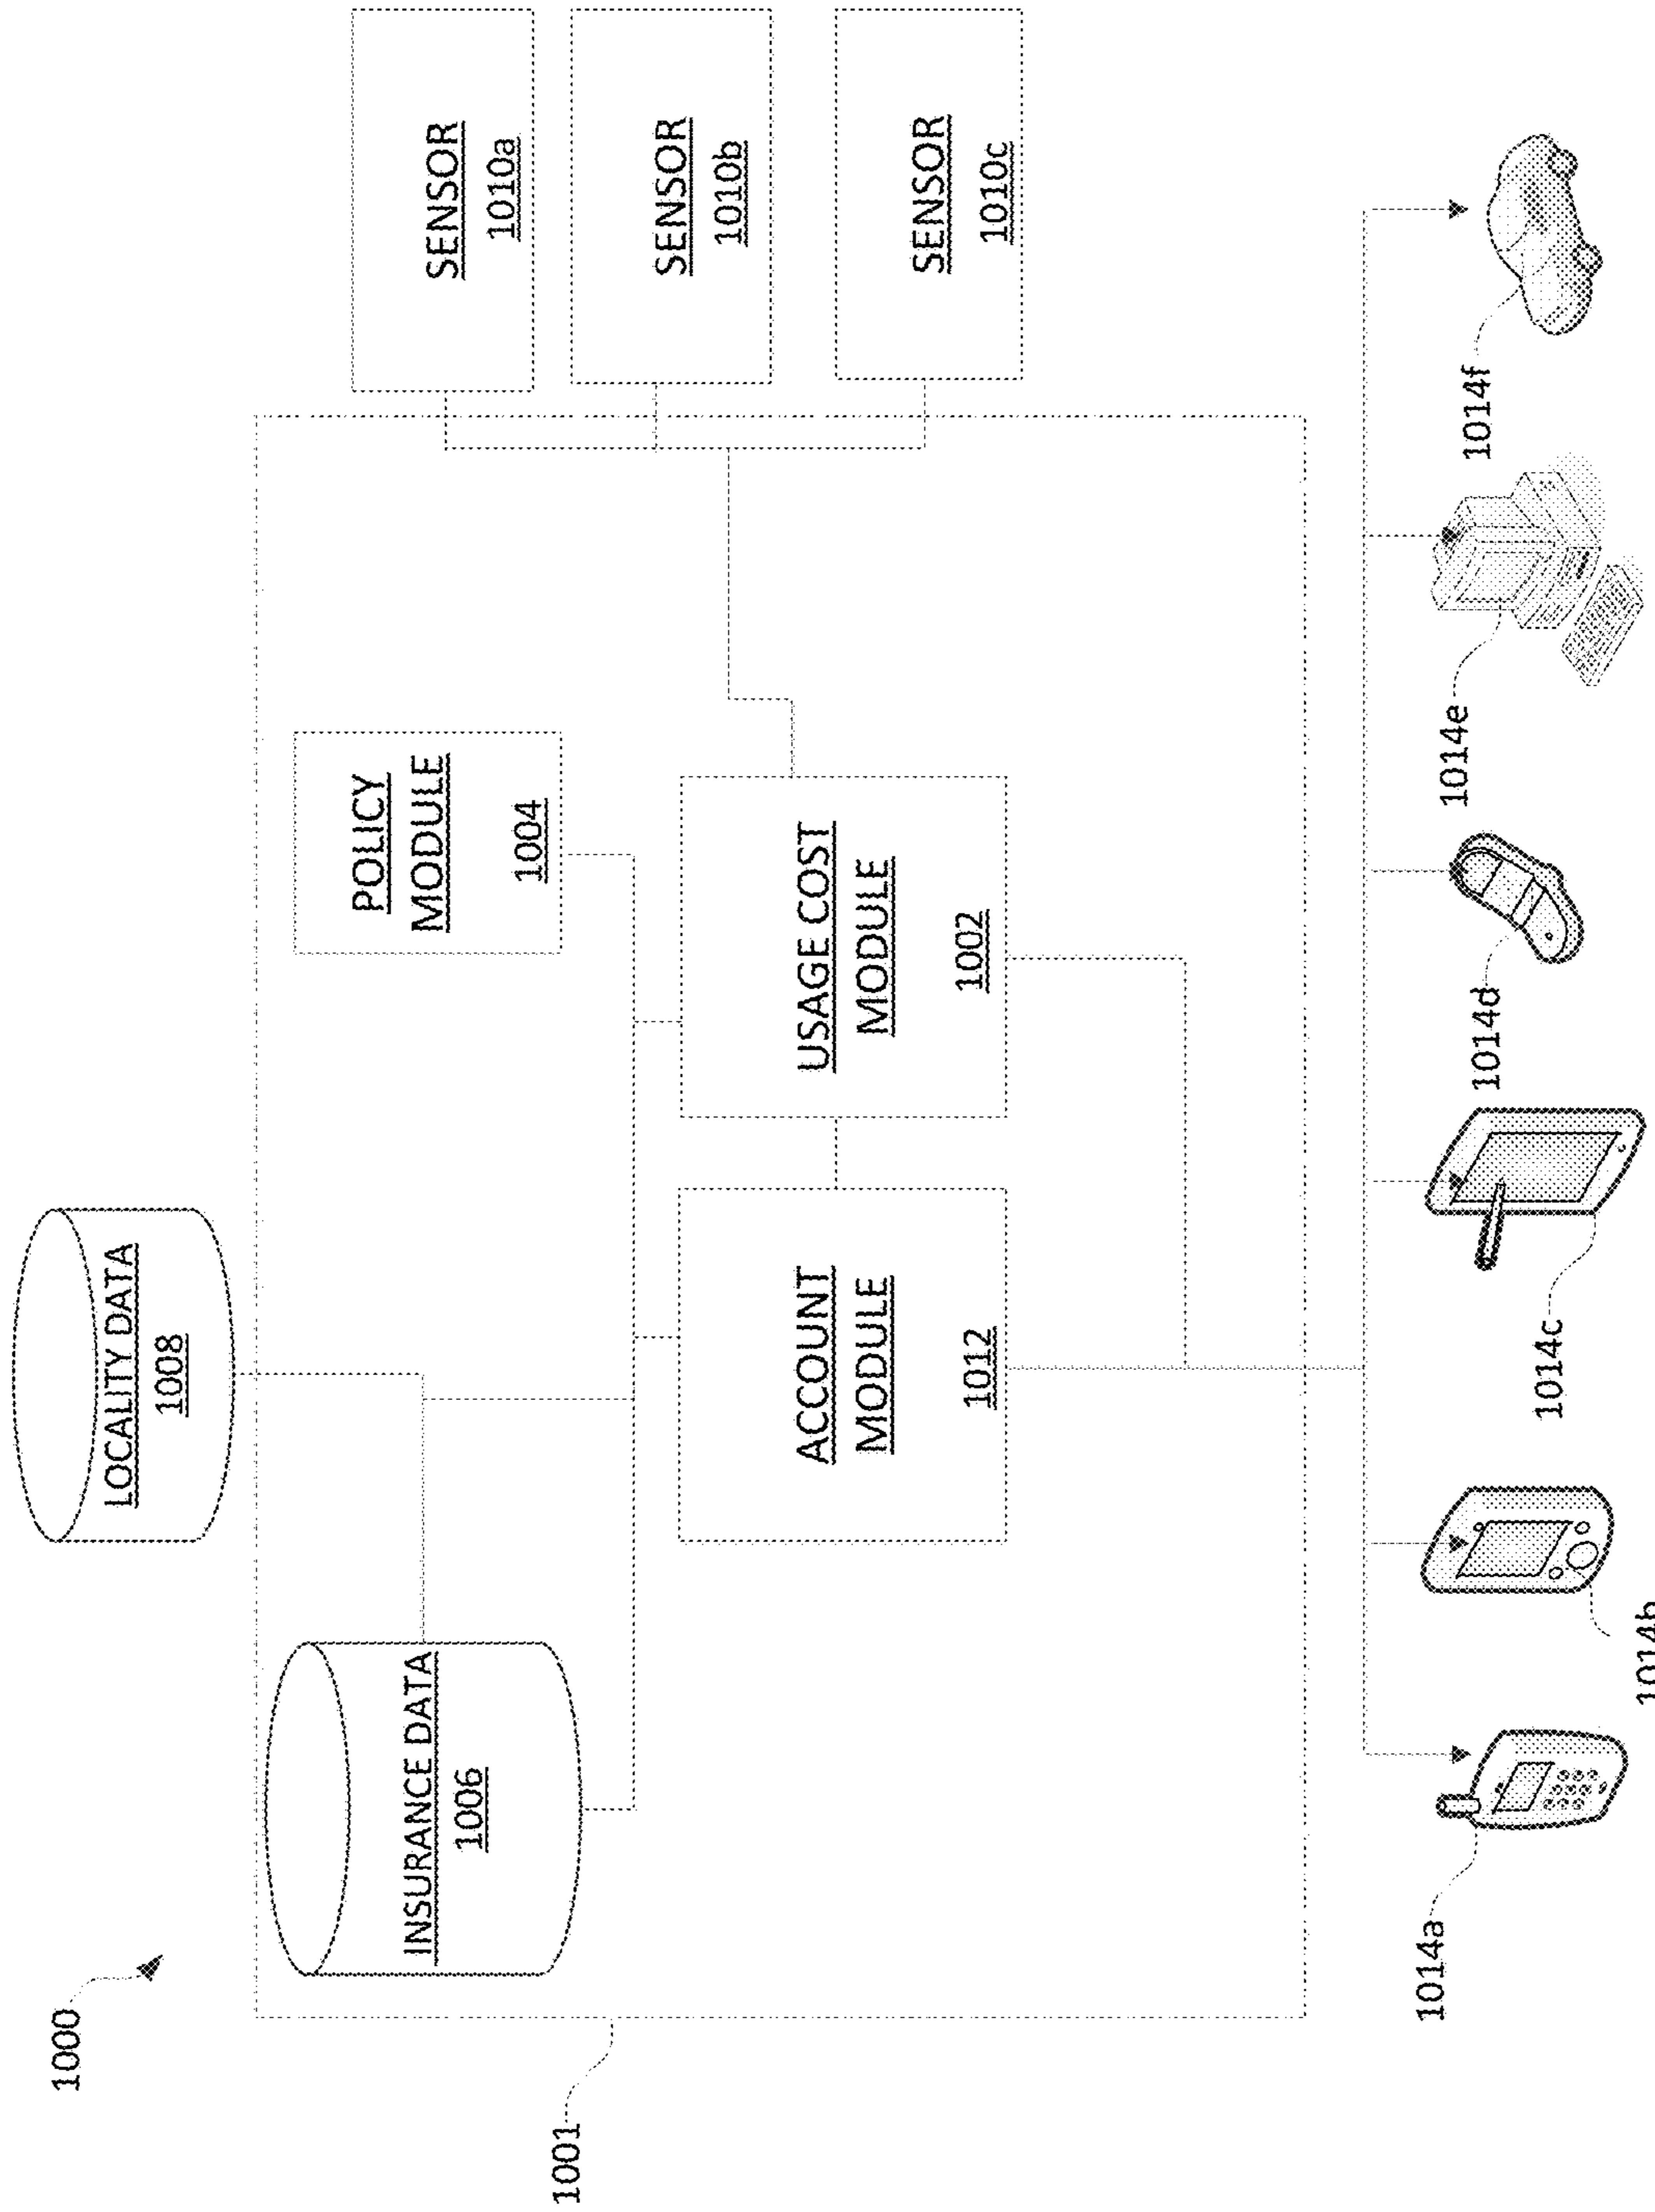 1000
1001
LOCALITY DATA
1008
INSURANCE DATA
1006
POLICY
MODULE
1004
ACCOUNT
MODULE
1012
USAGE COST
MODULE
1002
SENSOR
1010a
SENSOR
1010b
SENSOR
1010c
1014a
1014b
1014c
1014d
1014e
1014f